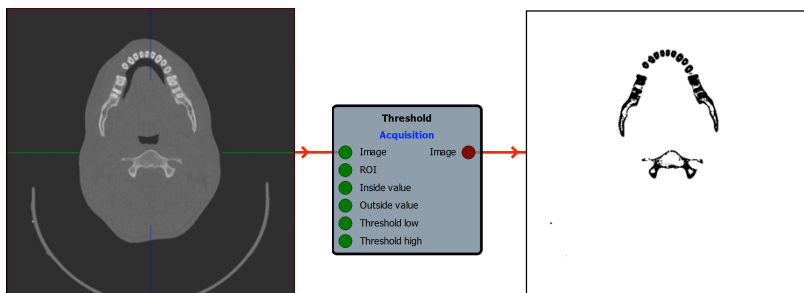 Threshold
Acquisition
Image Image
ROI
Inside value
Outside value
Threshold low
Threshold high